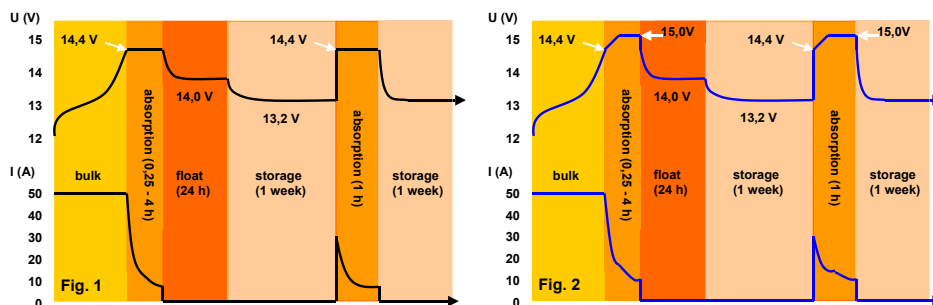 U (V)
15
14
13
12
I (A)
50
40
30
20
10
0
14,4 V
14,0 V
13,2 V
14,4 V
bulk
absorption (0,25 - 4 h)
float
(24 h)
storage
(1 week)
absorption (1 h)
storage
(1 week)
Fig. 1
U (V)
15
14
13
12
I (A)
50
40
30
20
10
0
14,4 V
15,0V
14,0 V
13,2 V
14,4 V
15,0V
bulk
absorption (0,25 - 4 h)
float
(24 h)
storage
(1 week)
absorption (1 h)
storage
(1 week)
Fig. 2